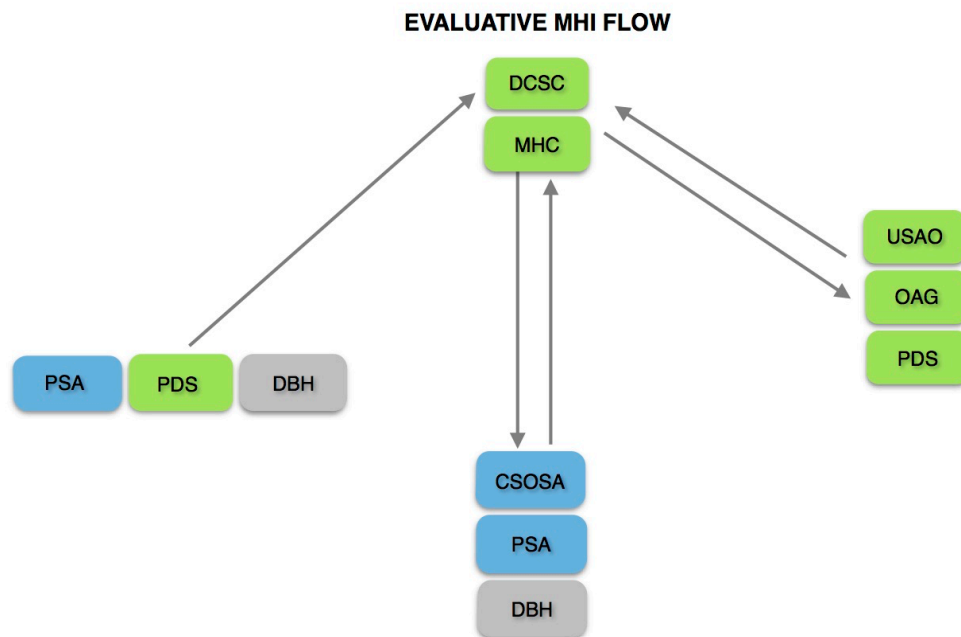 EVALUATIVE MHI FLOW
DCSC
MHC
USAO
OAG
PDS
PSA PDS DBH
CSOSA
PSA
DBH